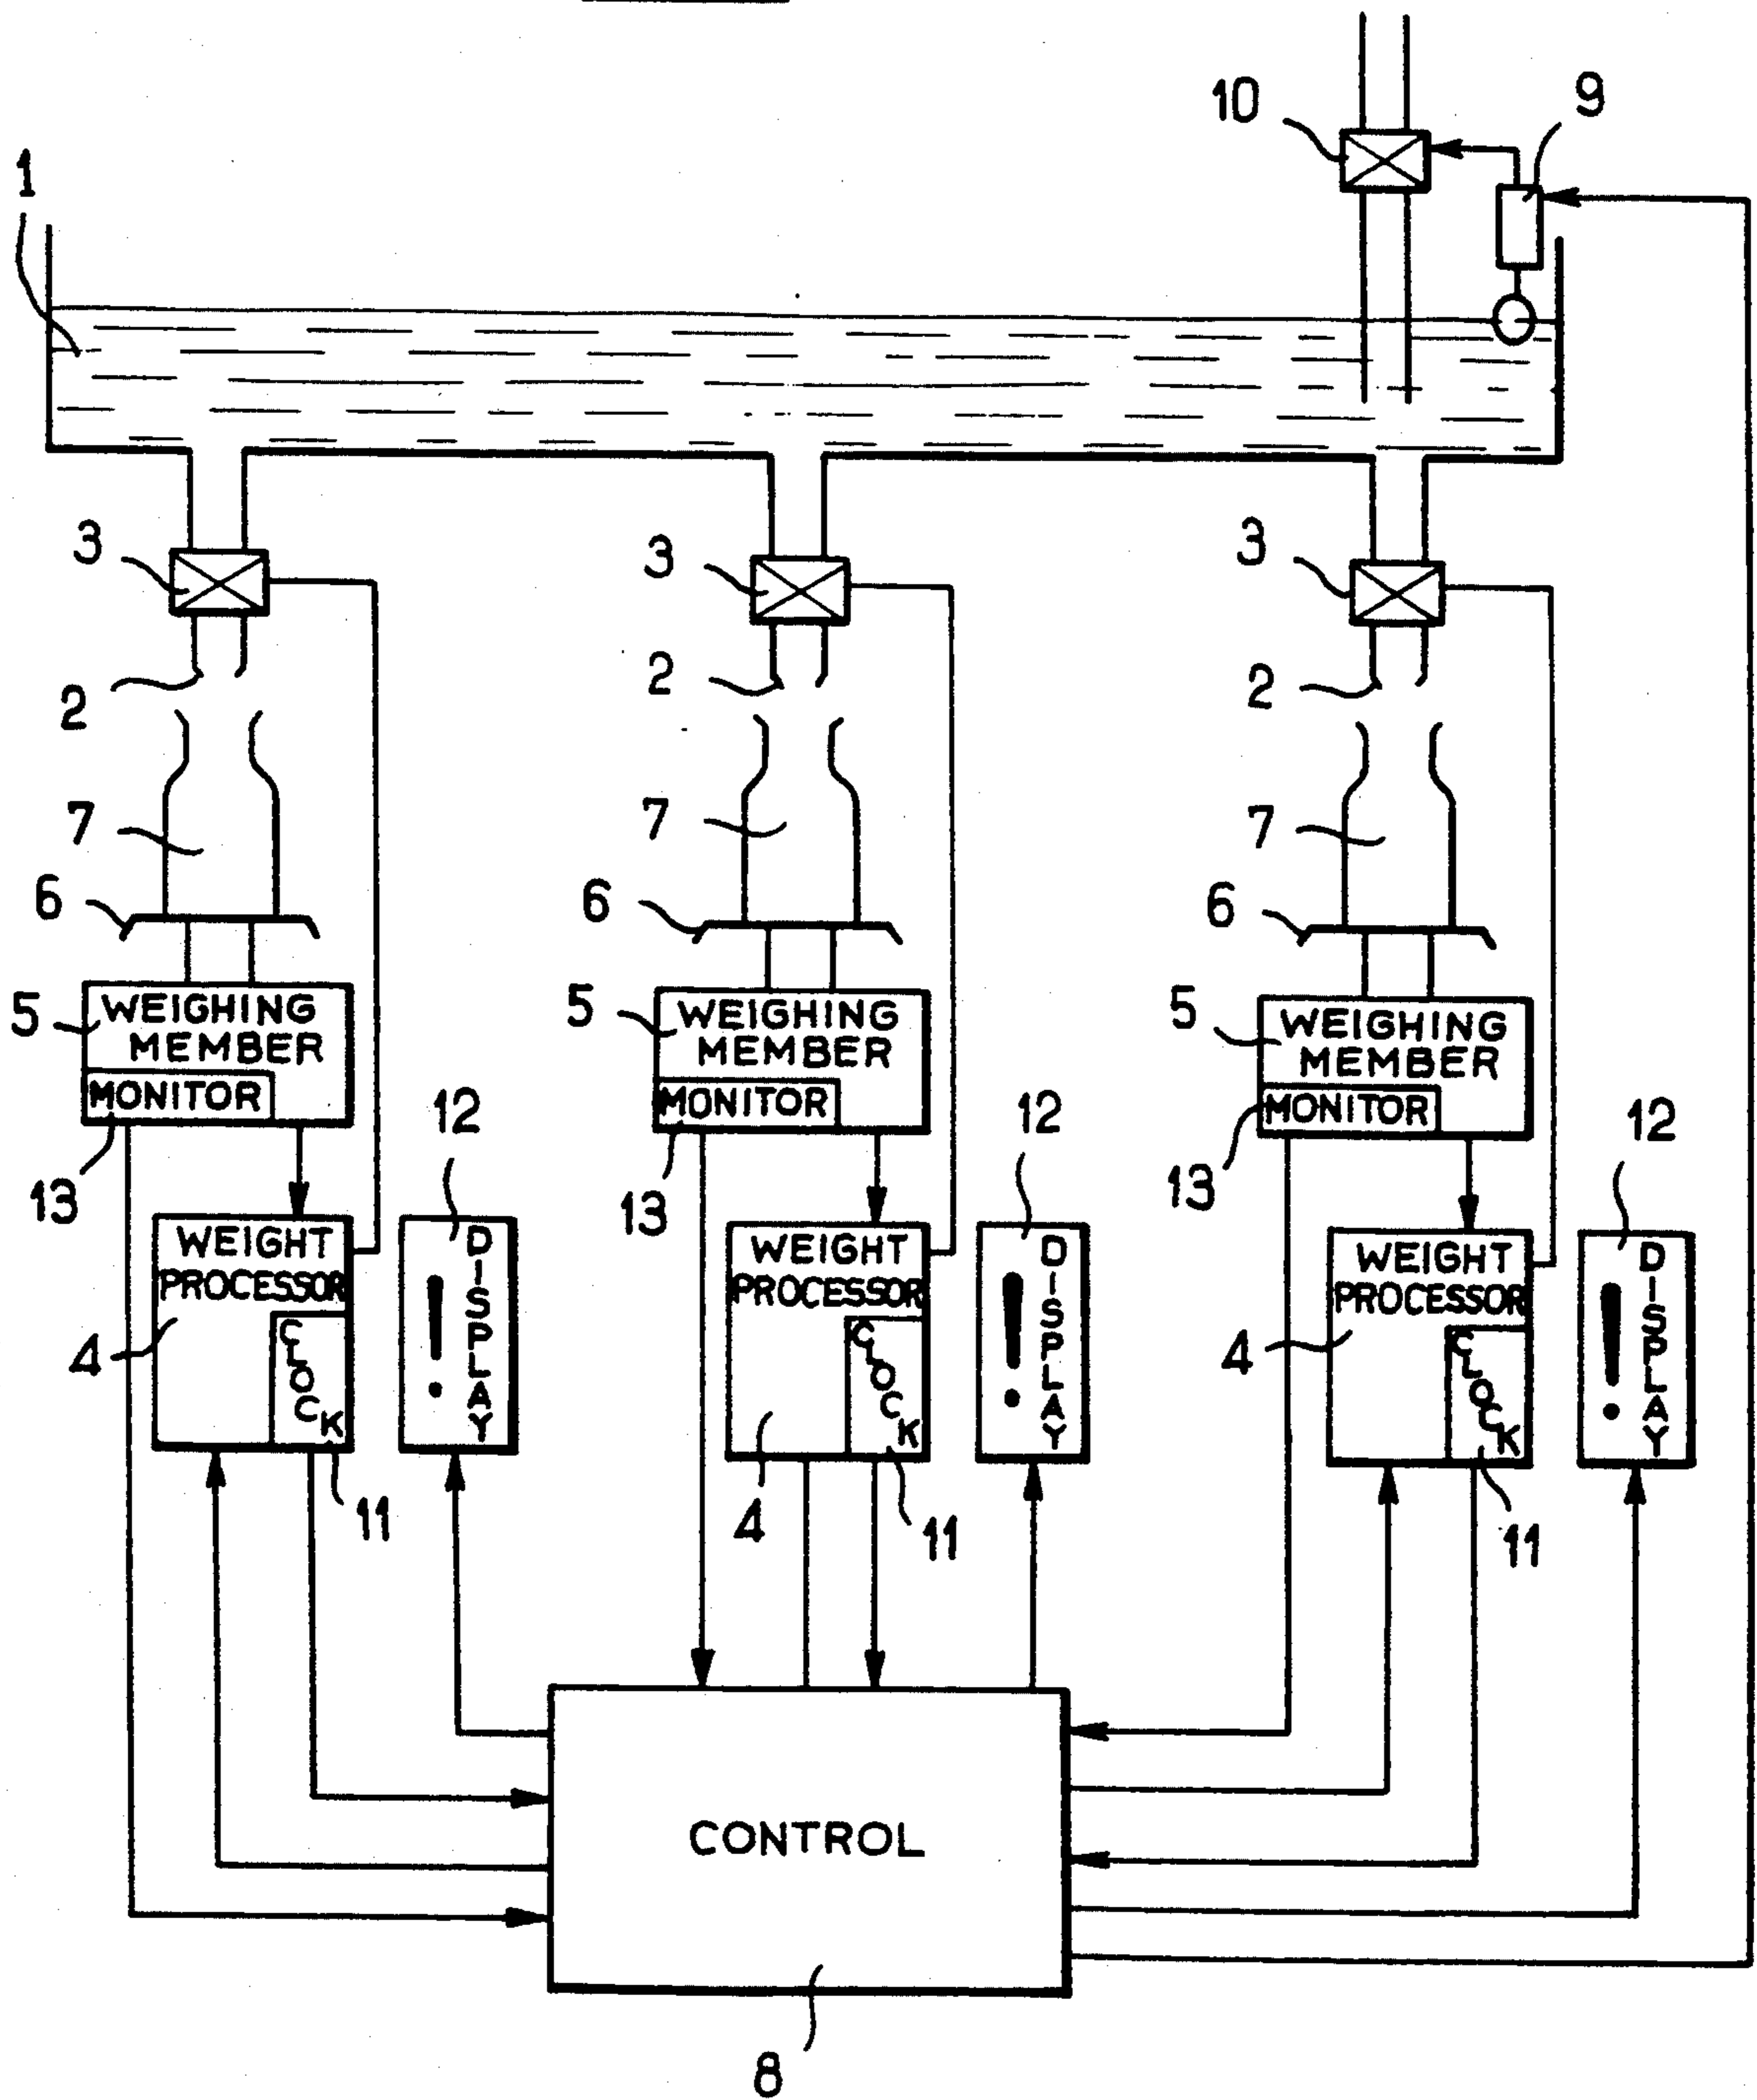 10
9
1
3
3
3
2
2
2
7
7
7
6
6
6
5
WEIGHING
MEMBER
MONITOR
5
WEIGHING
MEMBER
MONITOR
5
WEIGHING
MEMBER
MONITOR
13
12
13
12
13
12
WEIGHT
PROCESSOR
CLOCK
4
11
DISPLAY
WEIGHT
PROCESSOR
CLOCK
4
11
DISPLAY
WEIGHT
PROCESSOR
CLOCK
4
11
DISPLAY
CONTROL
8